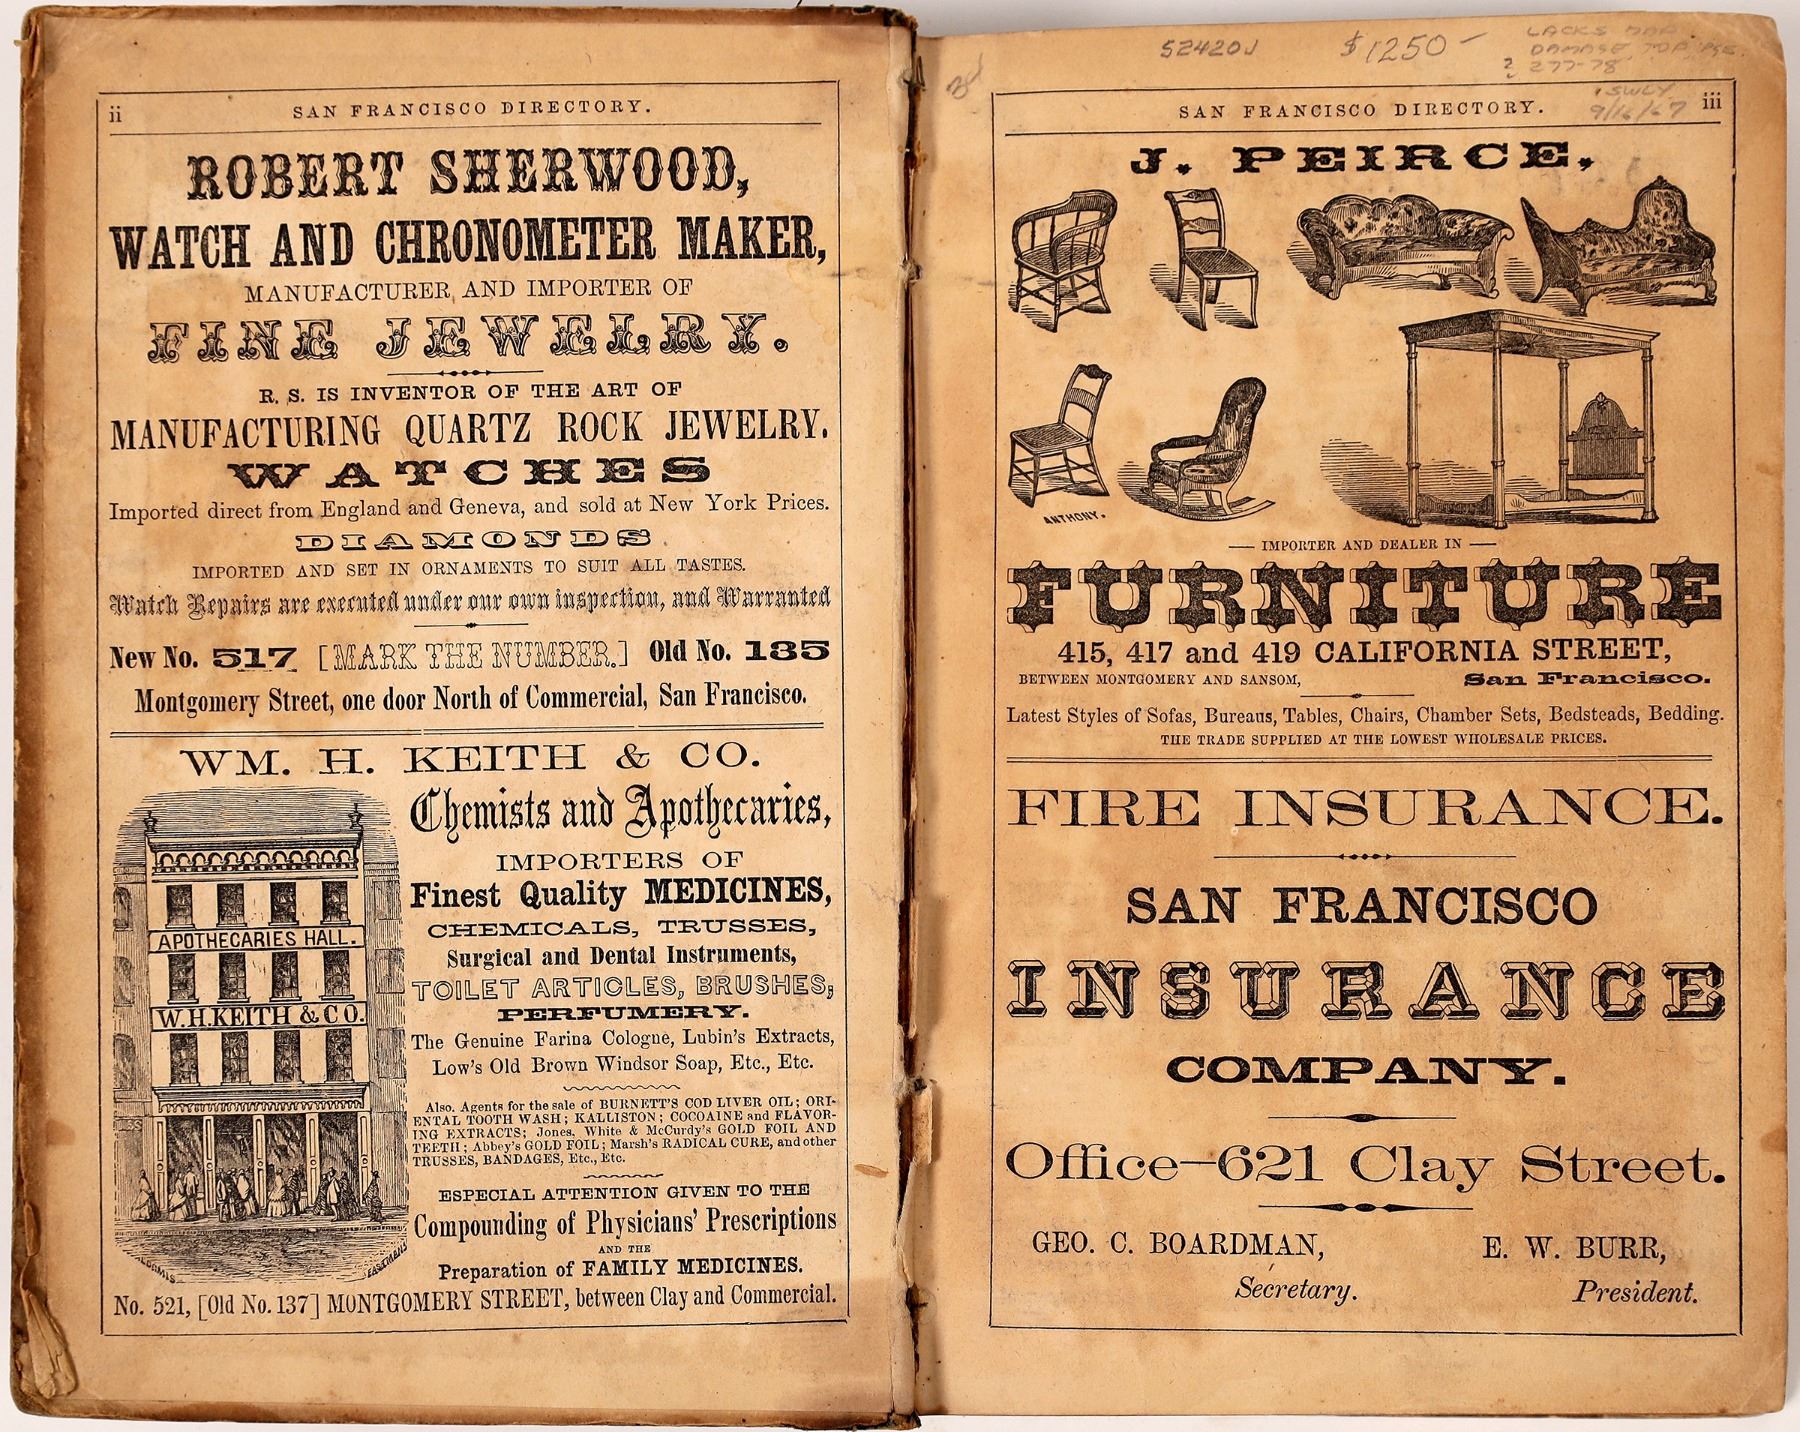 ii
SAN FRANCISCO DIRECTORY.
ROBERT SHERWOOD,
WATCH AND CHRONOMETER MAKER,
MANUFACTURER AND IMPORTER OF
FINE JEWELRY.
R. S. IS INVENTOR OF THE ART OF
MANUFACTURING QUARTZ ROCK JEWELRY.
WATCHES
Imported direct from England and Geneva, and sold at New York Prices.
DIAMONDS
IMPORTED AND SET IN ORNAMENTS TO SUIT ALL TASTES.
Watch Repairs are executed under our own inspection, and Warranted
New No. 517 [MARK THE NUMBER.] Old No. 135
Montgomery Street, one door North of Commercial, San Francisco.
WM. H. KEITH & CO.
Chemists and Apothecaries,
IMPORTERS OF
Finest Quality MEDICINES,
CHEMICALS, TRUSSES,
Surgical and Dental Instruments,
TOILET ARTICLES, BRUSHES,
PERFUMERY.
The Genuine Farina Cologne, Lubin's Extracts,
Low's Old Brown Windsor Soap, Etc., Etc.
Also. Agents for the sale of BURNETT'S COD LIVER OIL; ORI-
ENTAL TOOTH WASH; KALLISTON; COCOAINE and FLAVOR-
ING EXTRACTS; Jones, White & McCurdy's GOLD FOIL AND
TEETH; Abbey's GOLD FOIL; Marsh's RADICAL CURE, and other
TRUSSES, BANDAGES, Etc., Etc.
ESPECIAL ATTENTION GIVEN TO THE
Compounding of Physicians' Prescriptions
AND THE
Preparation of FAMILY MEDICINES.
APOTHECARIES HALL.
W.H.KEITH & CO.
EASTMAN
No. 521, [Old No. 137] MONTGOMERY STREET, between Clay and Commercial.
52420J
$1250-
LACKS MAP
DAMAGE TOP PGE.
277-78
9/16/67
SAN FRANCISCO DIRECTORY.
iii
J. PEIRCE,
ANTHONY.
— IMPORTER AND DEALER IN —
FURNITURE
415, 417 and 419 CALIFORNIA STREET,
BETWEEN MONTGOMERY AND SANSOM, San Francisco.
Latest Styles of Sofas, Bureaus, Tables, Chairs, Chamber Sets, Bedsteads, Bedding.
THE TRADE SUPPLIED AT THE LOWEST WHOLESALE PRICES.
FIRE INSURANCE.
SAN FRANCISCO
INSURANCE
COMPANY.
Office—621 Clay Street.
GEO. C. BOARDMAN, E. W. BURR,
Secretary. President.